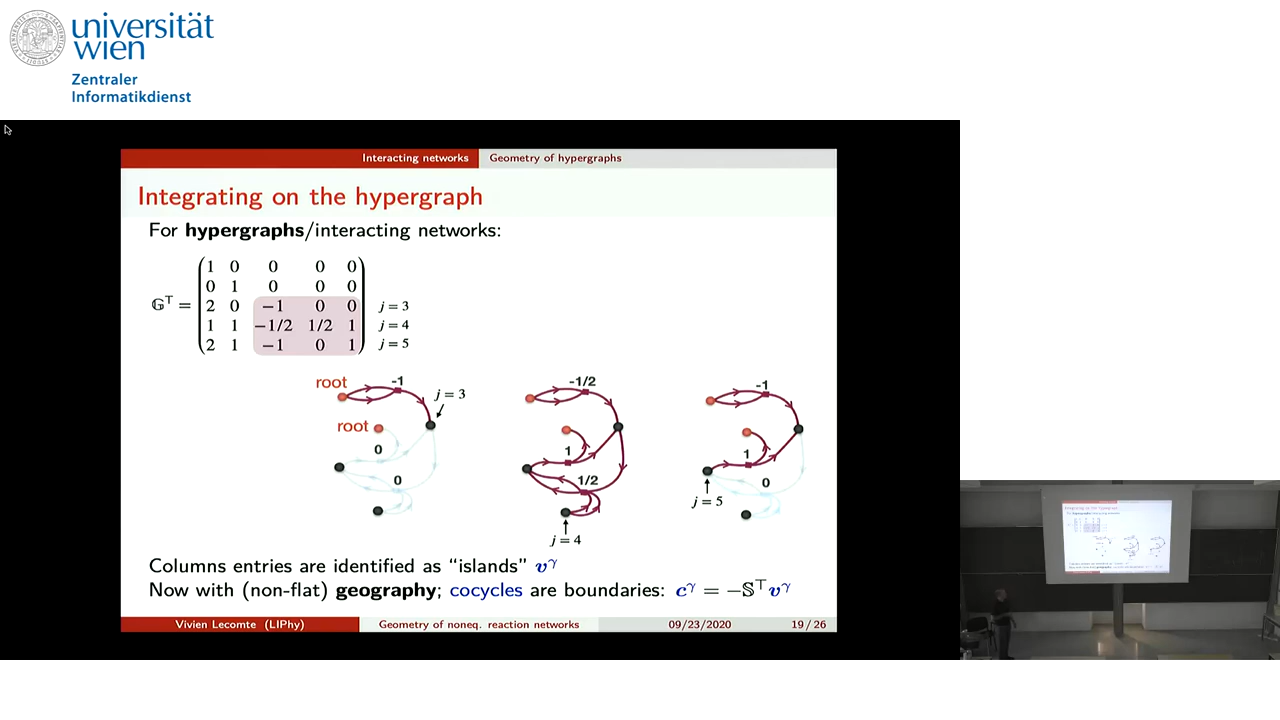 universität
wien
Zentraler
Informatikdienst
Interacting networks Geometry of hypergraphs
Integrating on the hypergraph
For hypergraphs/interacting networks:
1 0 0 0 0
0 1 0 0 0
𝔾ᵀ = 2 0 −1 0 0 j = 3
1 1 −1/2 1/2 1 j = 4
2 1 −1 0 1 j = 5
root -1 j = 3
root
0
0
-1/2
1
1/2
j = 4
-1
1
0
j = 5
Columns entries are identified as “islands” vᵞ
Now with (non-flat) geography; cocycles are boundaries: cᵞ = −𝕊ᵀvᵞ
Vivien Lecomte (LIPhy) Geometry of noneq. reaction networks 09/23/2020 19 / 26